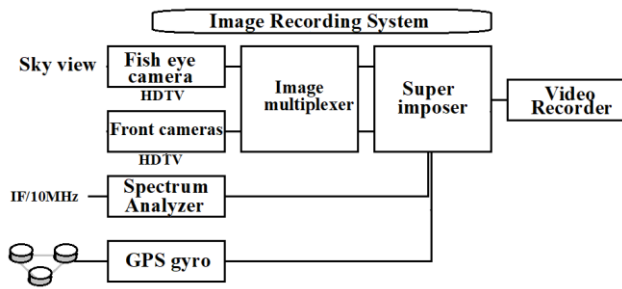 Image Recording System
Sky view
Fish eye
camera
HDTV
Image
multiplexer
Super
imposer
Video
Recorder
Front cameras
HDTV
IF/10MHz
Spectrum
Analyzer
GPS gyro